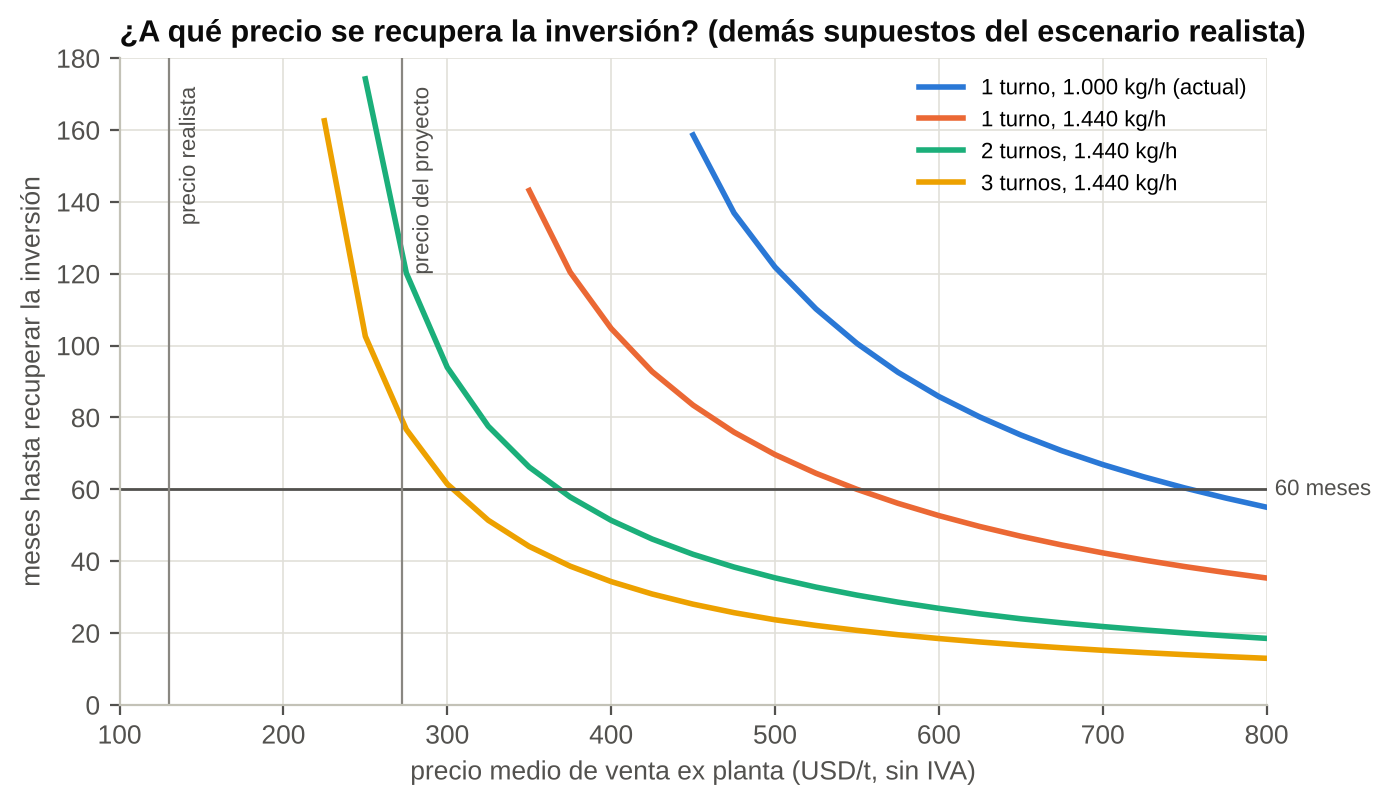 ¿A qué precio se recupera la inversión? (demás supuestos del escenario realista)
meses hasta recuperar la inversión
180
160
140
120
100
80
60
40
20
0
precio realista
precio del proyecto
1 turno, 1.000 kg/h (actual)
1 turno, 1.440 kg/h
2 turnos, 1.440 kg/h
3 turnos, 1.440 kg/h
60 meses
100 200 300 400 500 600 700 800
precio medio de venta ex planta (USD/t, sin IVA)